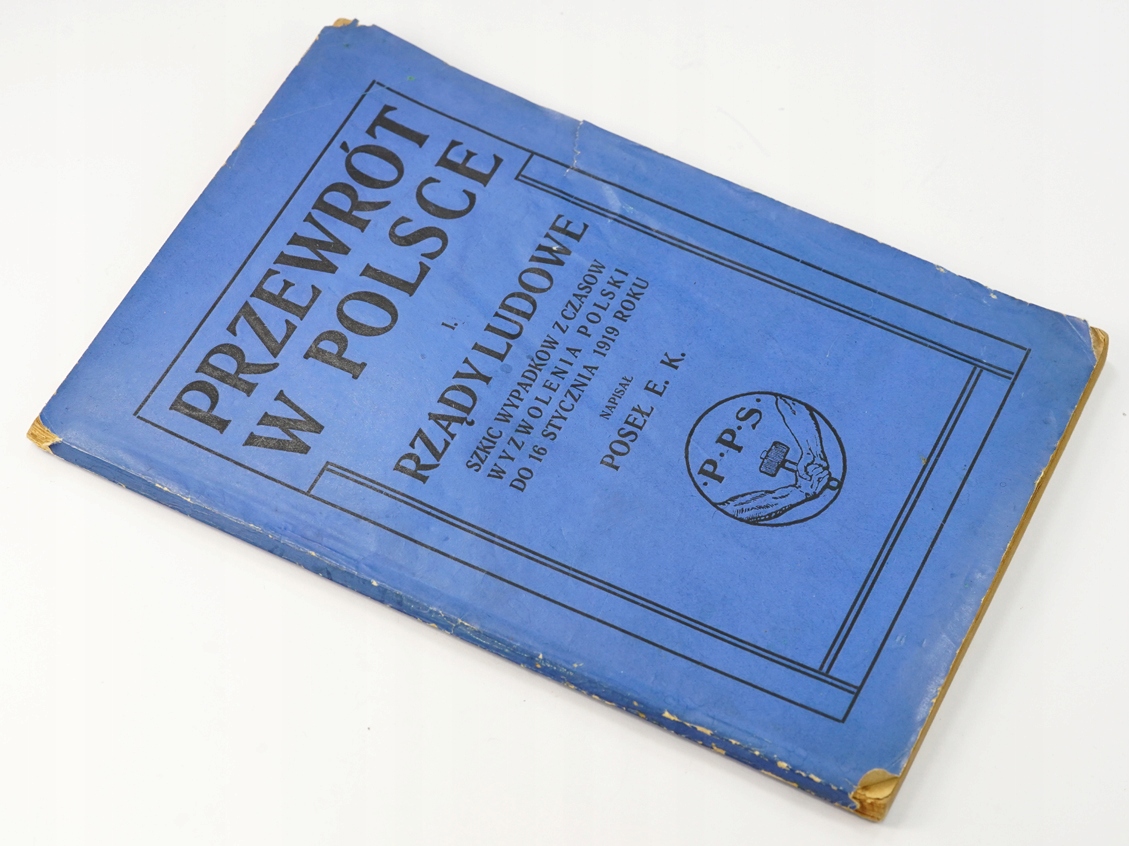 PRZEWRÓT
W POLSCE
I.
RZĄDY LUDOWE
SZKIC WYPADKÓW Z CZASÓW
WYZWOLENIA POLSKI
DO 16 STYCZNIA 1919 ROKU
NAPISAŁ
POSEŁ E. K.
·P·P·S·